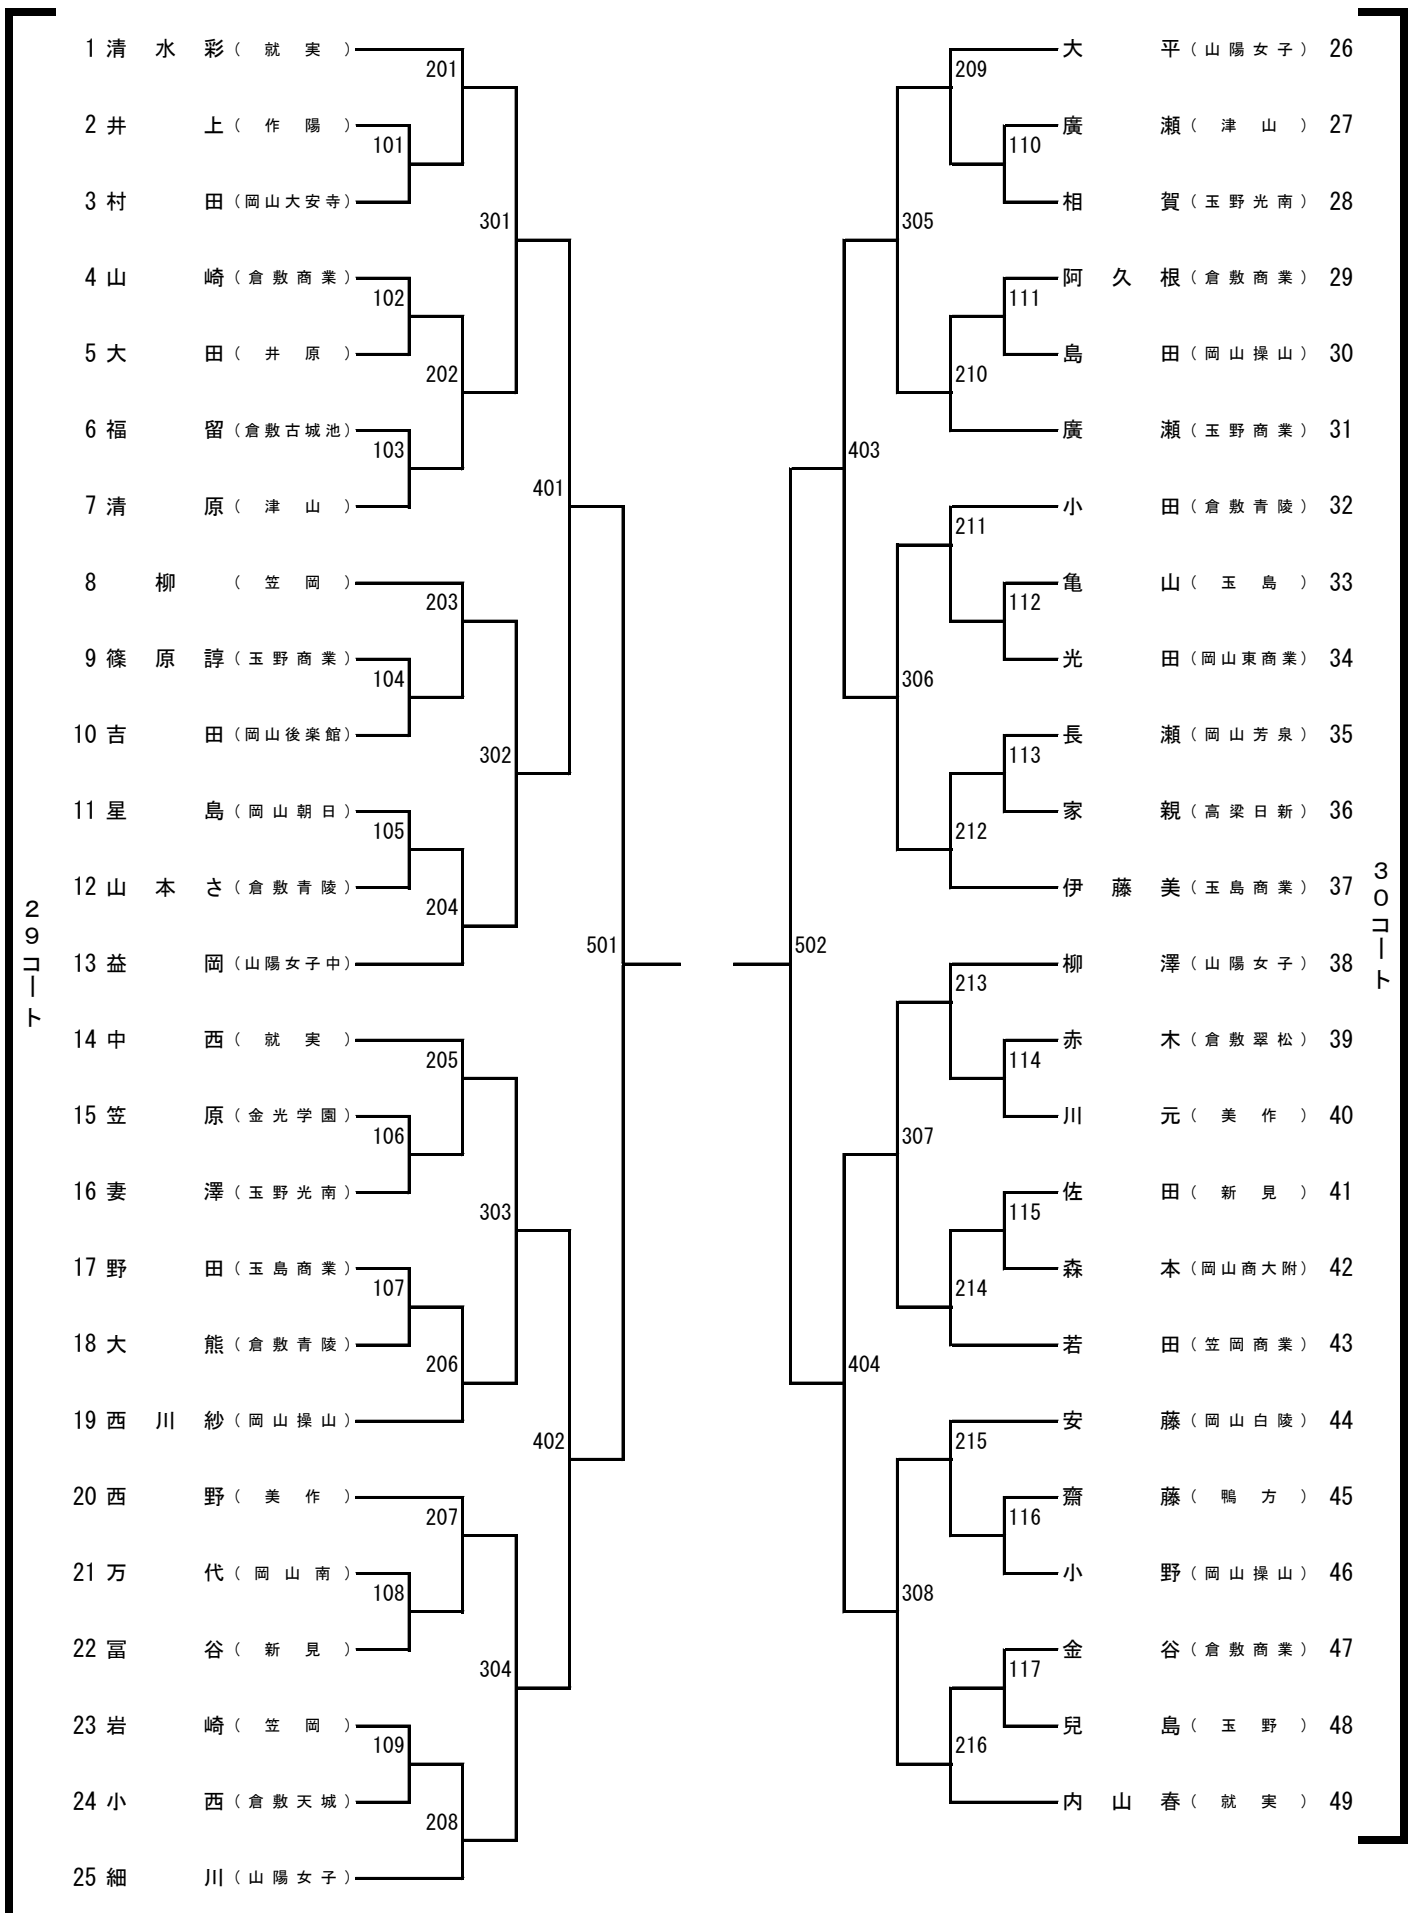 1 清水彩（就実）
201
2 井上（作陽）
101
3 村田（岡山大安寺）
301
4 山崎（倉敷商業）
102
5 大田（井原）
202
6 福留（倉敷古城池）
103
401
7 清原（津山）
8 柳（笠岡）
203
9 篠原諄（玉野商業）
104
10 吉田（岡山後楽館）
302
11 星島（岡山朝日）
105
12 山本さ（倉敷青陵）
204
501
13 益岡（山陽女子中）
29コート
14 中西（就実）
205
15 笠原（金光学園）
106
16 妻澤（玉野光南）
303
17 野田（玉島商業）
107
18 大熊（倉敷青陵）
206
19 西川紗（岡山操山）
402
20 西野（美作）
207
21 万代（岡山南）
108
22 冨谷（新見）
304
23 岩崎（笠岡）
109
24 小西（倉敷天城）
208
25 細川（山陽女子）
大平（山陽女子） 26
209
廣瀬（津山） 27
110
相賀（玉野光南） 28
305
阿久根（倉敷商業） 29
111
島田（岡山操山） 30
210
廣瀬（玉野商業） 31
403
小田（倉敷青陵） 32
211
亀山（玉島） 33
112
光田（岡山東商業） 34
306
長瀬（岡山芳泉） 35
113
家親（高梁日新） 36
212
伊藤美（玉島商業） 37
30コート
502
柳澤（山陽女子） 38
213
赤木（倉敷翠松） 39
114
川元（美作） 40
307
佐田（新見） 41
115
森本（岡山商大附） 42
214
若田（笠岡商業） 43
404
安藤（岡山白陵） 44
215
齋藤（鴨方） 45
116
小野（岡山操山） 46
308
金谷（倉敷商業） 47
117
兒島（玉野） 48
216
内山春（就実） 49